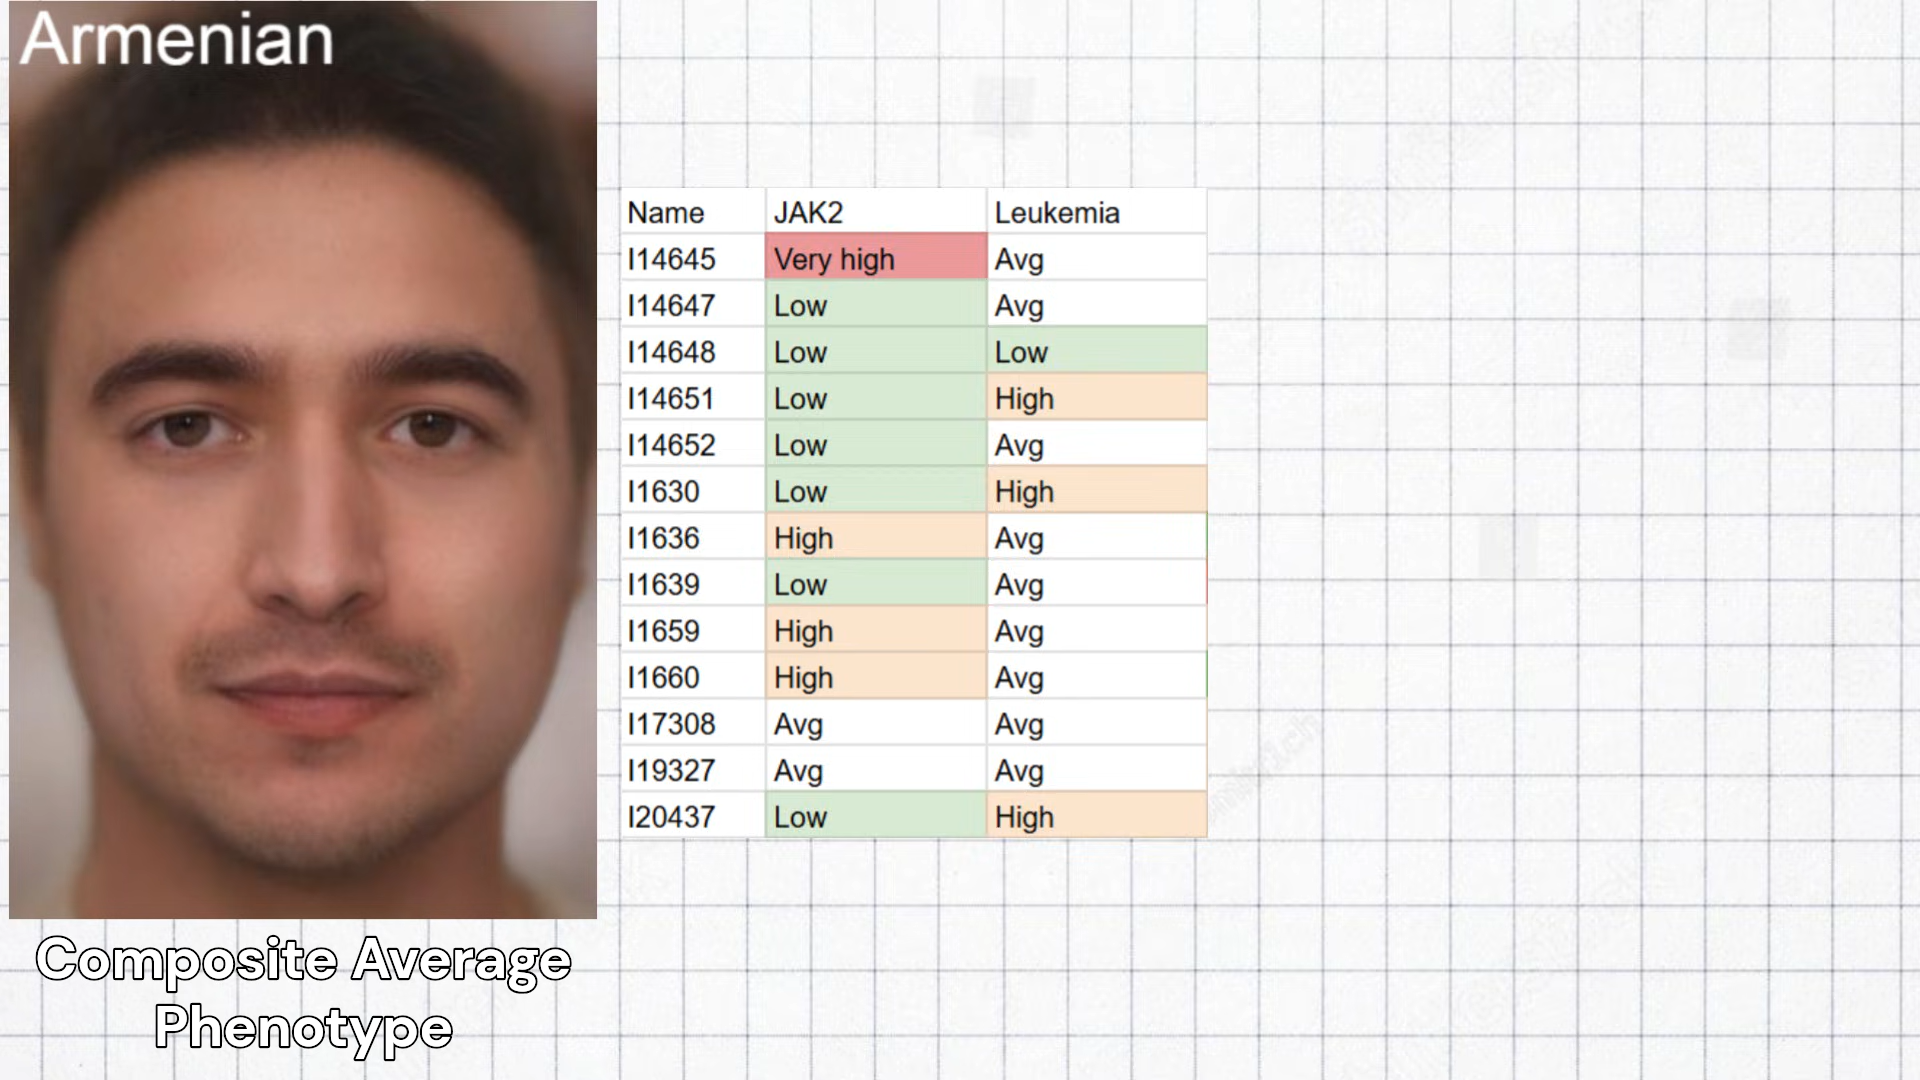 Armenian
Name JAK2 Leukemia
I14645 Very high Avg
I14647 Low Avg
I14648 Low Low
I14651 Low High
I14652 Low Avg
I1630 Low High
I1636 High Avg
I1639 Low Avg
I1659 High Avg
I1660 High Avg
I17308 Avg Avg
I19327 Avg Avg
I20437 Low High
Composite Average
Phenotype